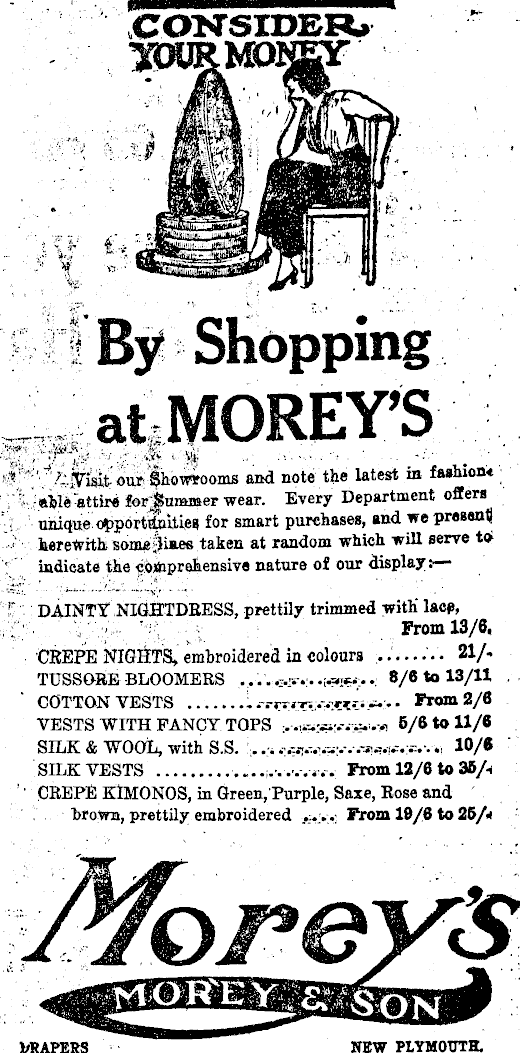 CONSIDER
YOUR MONEY
By Shopping
at MOREY'S
Visit our Showrooms and note the latest in fashion-
able attire for Summer wear. Every Department offers
unique opportunities for smart purchases, and we present
herewith some lines taken at random which will serve to
indicate the comprehensive nature of our display:—
DAINTY NIGHTDRESS, prettily trimmed with lace,
From 13/6.
CREPE NIGHTS, embroidered in colours ........ 21/-
TUSSORE BLOOMERS .................. 8/6 to 13/11
COTTON VESTS ........................... From 2/6
VESTS WITH FANCY TOPS .............. 5/6 to 11/6
SILK & WOOL, with S.S. ........................ 10/6
SILK VESTS ....................... From 12/6 to 35/-
CREPE KIMONOS, in Green, Purple, Saxe, Rose and
brown, prettily embroidered .... From 19/6 to 25/-
Morey's
MOREY & SON
DRAPERS NEW PLYMOUTH.